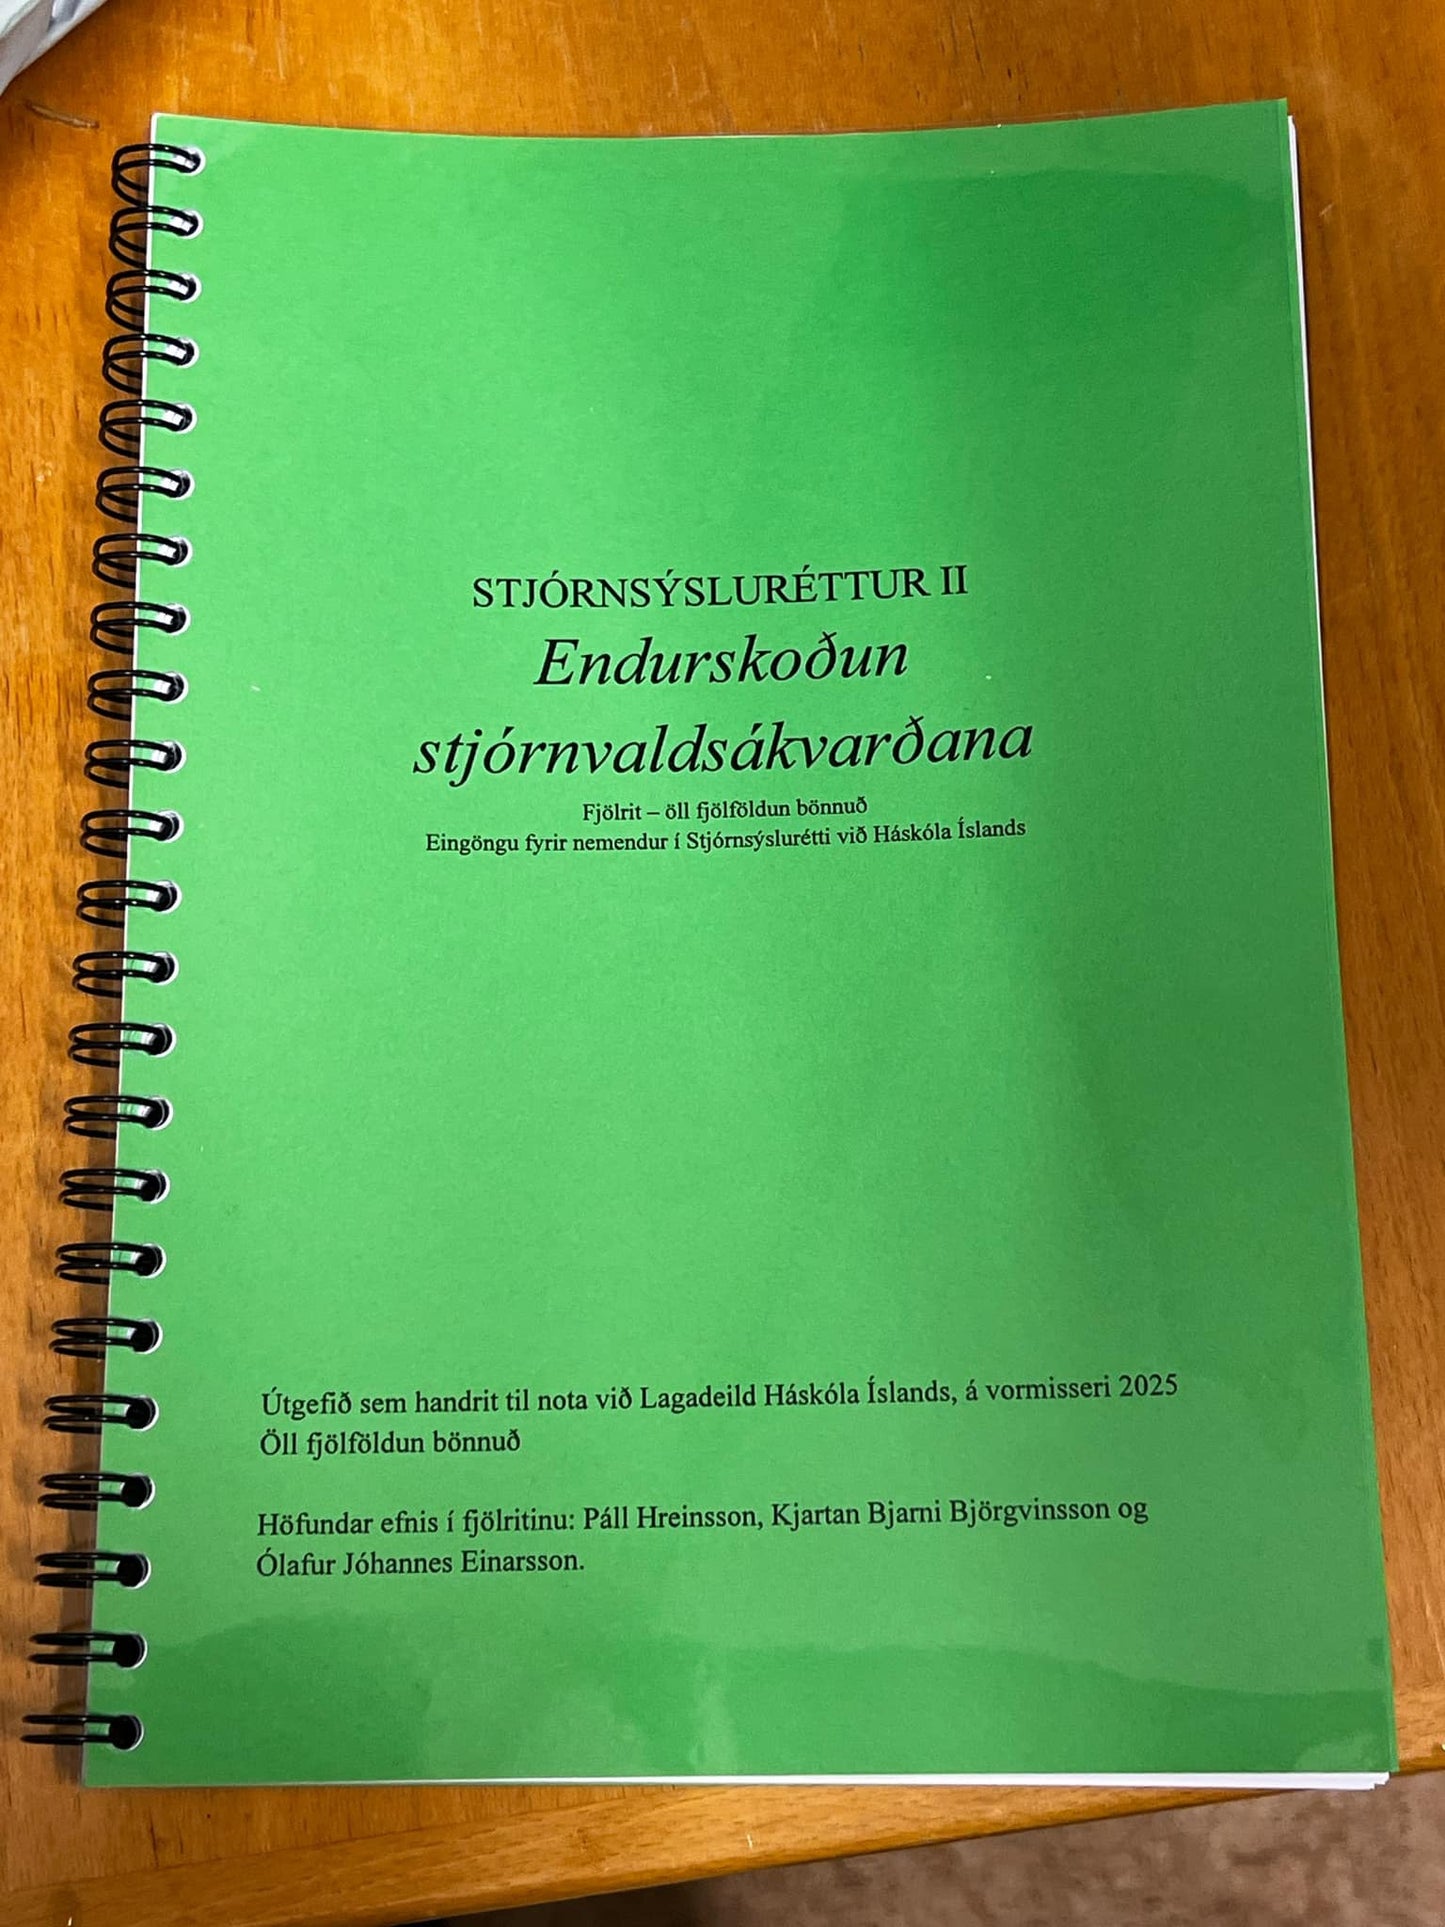 STJÓRNSÝSLURÉTTUR II
Endurskoðun
stjórnvaldsákvarðana
Fjölrit – öll fjölföldun bönnuð
Eingöngu fyrir nemendur í Stjórnsýslurétti við Háskóla Íslands
Útgefið sem handrit til nota við Lagadeild Háskóla Íslands, á vormisseri 2025
Öll fjölföldun bönnuð
Höfundar efnis í fjölritinu: Páll Hreinsson, Kjartan Bjarni Björgvinsson og
Ólafur Jóhannes Einarsson.